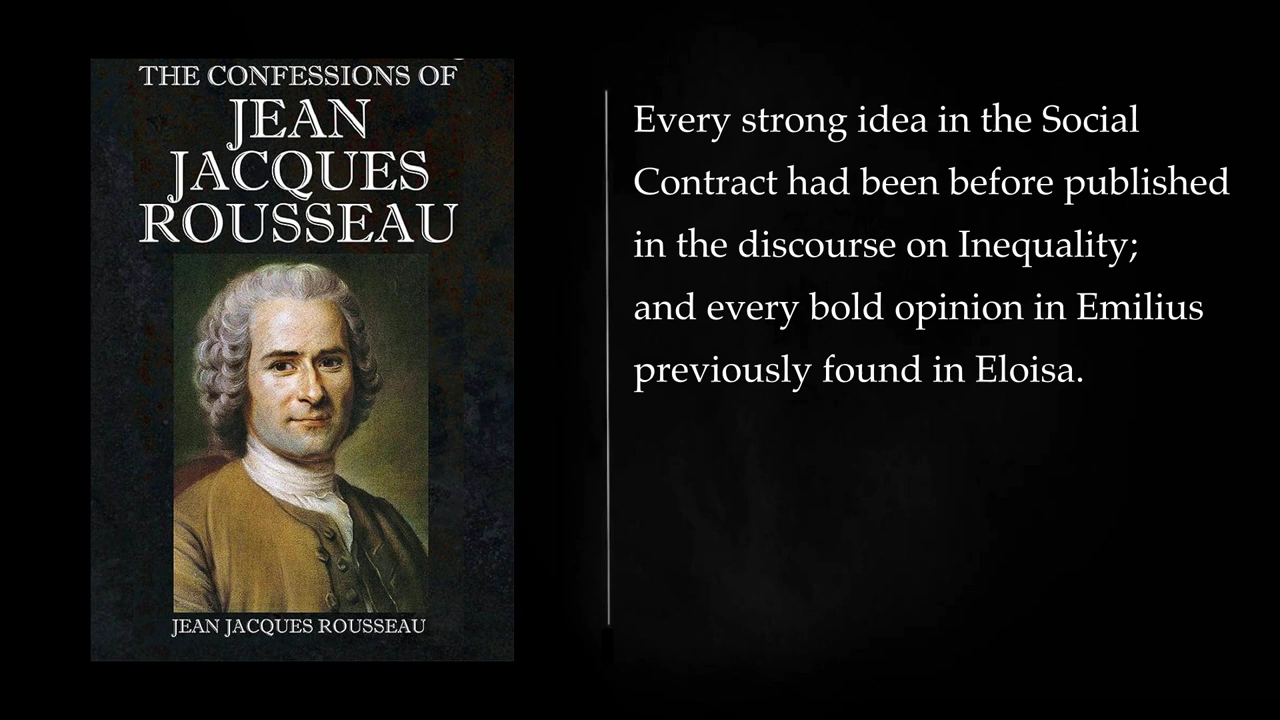 THE CONFESSIONS OF
JEAN
JACQUES
ROUSSEAU
JEAN JACQUES ROUSSEAU
Every strong idea in the Social
Contract had been before published
in the discourse on Inequality;
and every bold opinion in Emilius
previously found in Eloisa.